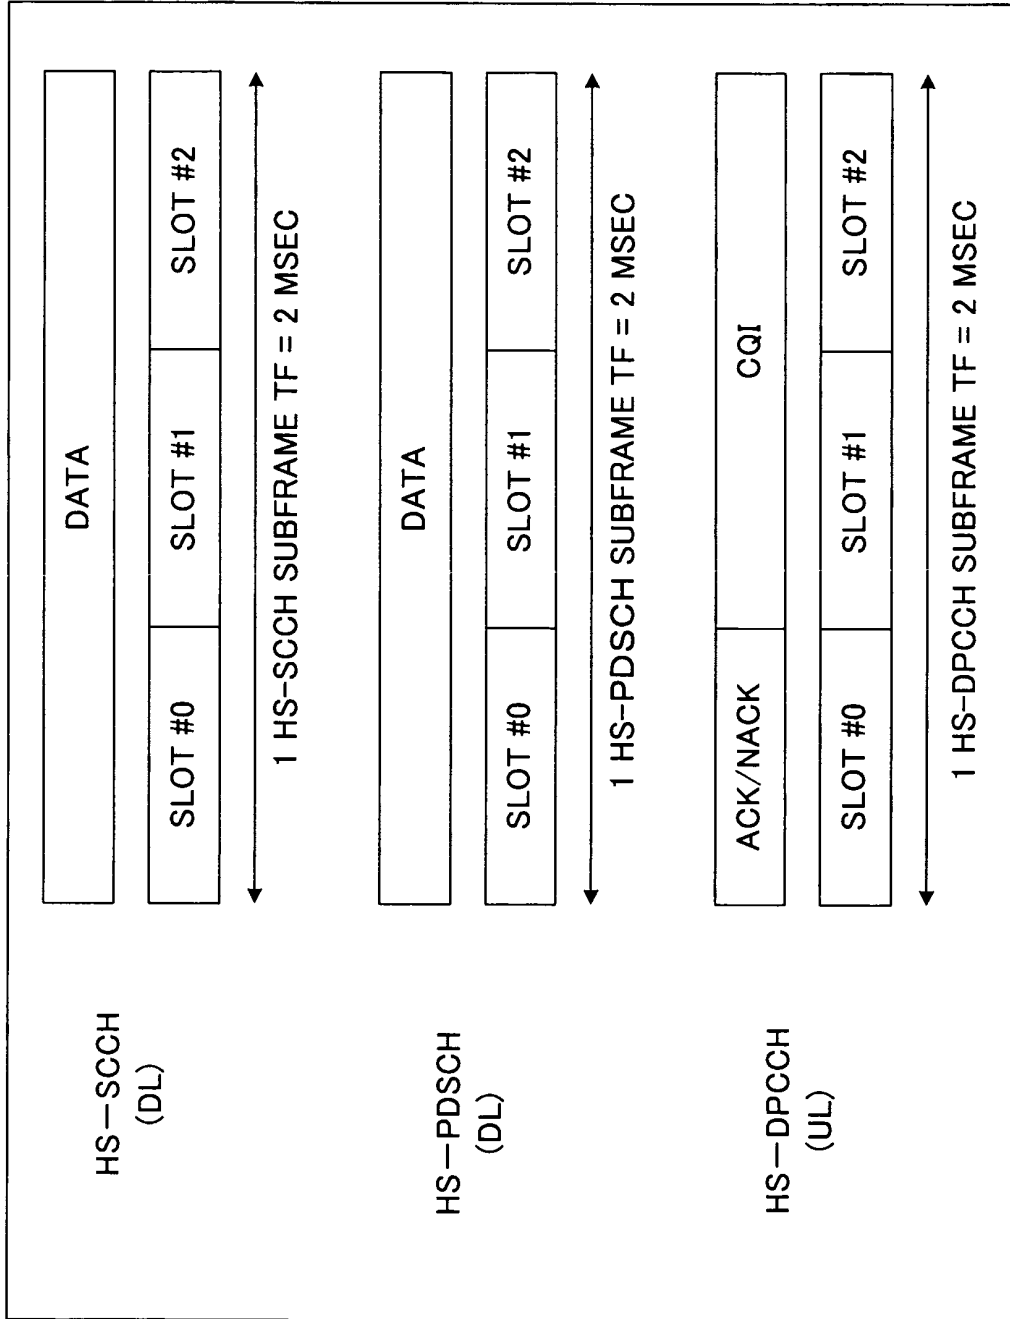 HS—SCCH
(DL)
DATA
SLOT #0 SLOT #1 SLOT #2
1 HS-SCCH SUBFRAME TF = 2 MSEC
HS—PDSCH
(DL)
DATA
SLOT #0 SLOT #1 SLOT #2
1 HS-PDSCH SUBFRAME TF = 2 MSEC
HS—DPCCH
(UL)
ACK/NACK CQI
SLOT #0 SLOT #1 SLOT #2
1 HS-DPCCH SUBFRAME TF = 2 MSEC